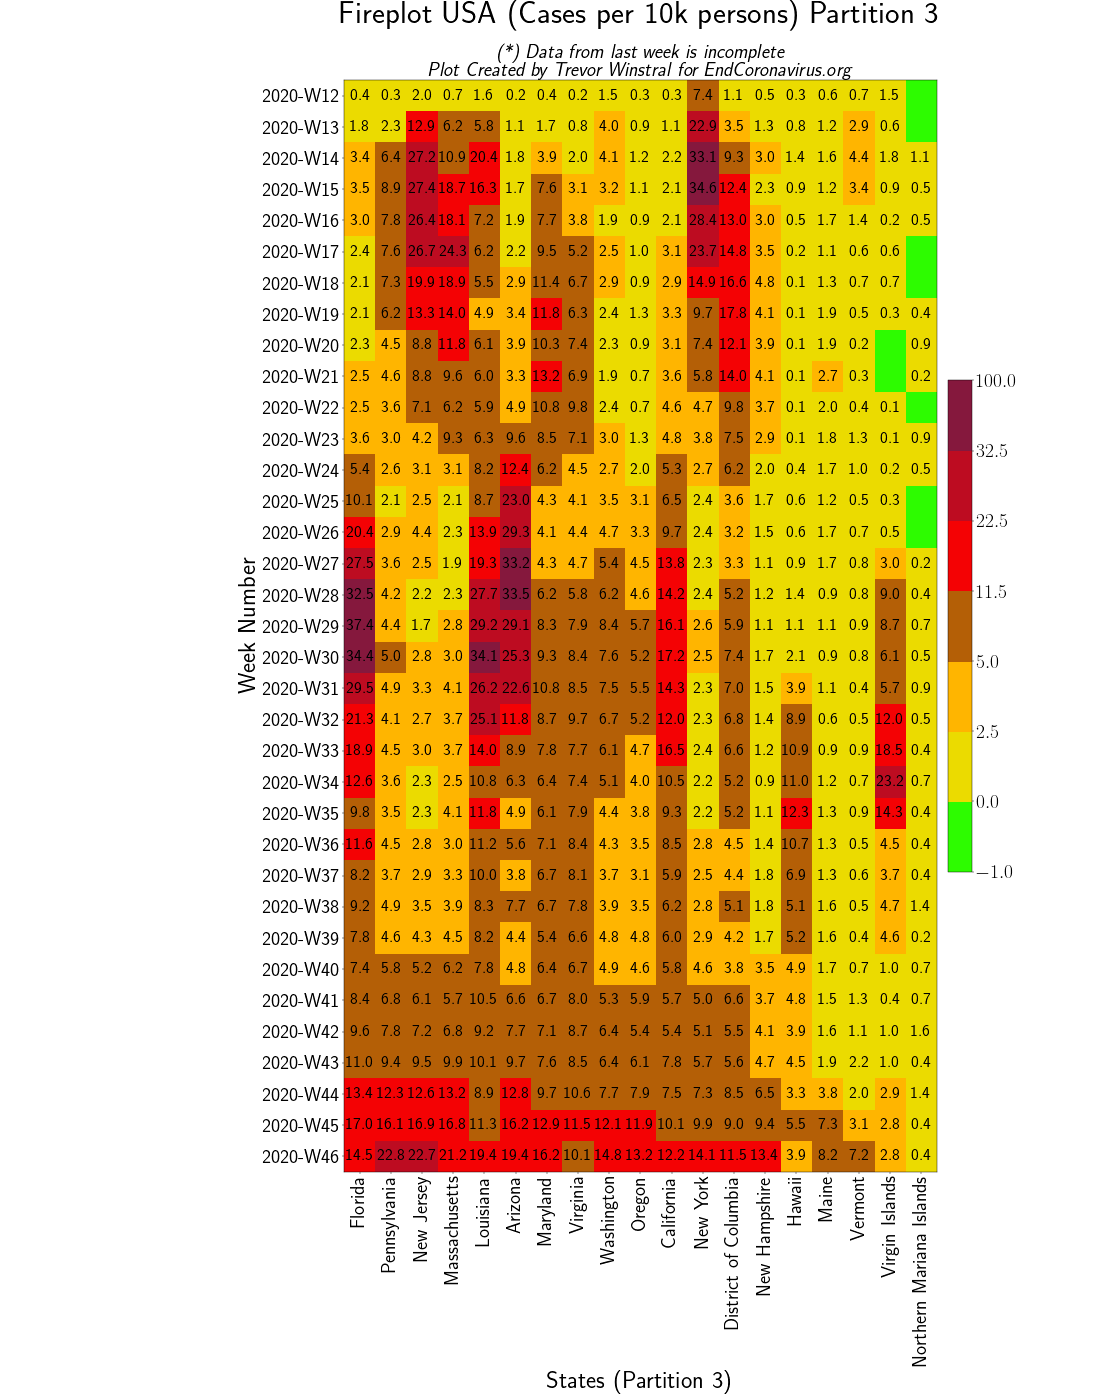 Fireplot USA (Cases per 10k persons) Partition 3
(*) Data from last week is incomplete
Plot Created by Trevor Winstral for EndCoronavirus.org
2020-W12 0.4 0.3 2.0 0.7 1.6 0.2 0.4 0.2 1.5 0.3 0.3 7.4 1.1 0.5 0.3 0.6 0.7 1.5
2020-W13 1.8 2.3 12.9 6.2 5.8 1.1 1.7 0.8 4.0 0.9 1.1 22.9 3.5 1.3 0.8 1.2 2.9 0.6
2020-W14 3.4 6.4 27.2 10.9 20.4 1.8 3.9 2.0 4.1 1.2 2.2 33.1 9.3 3.0 1.4 1.6 4.4 1.8 1.1
2020-W15 3.5 8.9 27.4 18.7 16.3 1.7 7.6 3.1 3.2 1.1 2.1 34.6 12.4 2.3 0.9 1.2 3.4 0.9 0.5
2020-W16 3.0 7.8 26.4 18.1 7.2 1.9 7.7 3.8 1.9 0.9 2.1 28.4 13.0 3.0 0.5 1.7 1.4 0.2 0.5
2020-W17 2.4 7.6 26.7 24.3 6.2 2.2 9.5 5.2 2.5 1.0 3.1 23.7 14.8 3.5 0.2 1.1 0.6 0.6
2020-W18 2.1 7.3 19.9 18.9 5.5 2.9 11.4 6.7 2.9 0.9 2.9 14.9 16.6 4.8 0.1 1.3 0.7 0.7
2020-W19 2.1 6.2 13.3 14.0 4.9 3.4 11.8 6.3 2.4 1.3 3.3 9.7 17.8 4.1 0.1 1.9 0.5 0.3 0.4
2020-W20 2.3 4.5 8.8 11.8 6.1 3.9 10.3 7.4 2.3 0.9 3.1 7.4 12.1 3.9 0.1 1.9 0.2 0.9
2020-W21 2.5 4.6 8.8 9.6 6.0 3.3 13.2 6.9 1.9 0.7 3.6 5.8 14.0 4.1 0.1 2.7 0.3 0.2
2020-W22 2.5 3.6 7.1 6.2 5.9 4.9 10.8 9.8 2.4 0.7 4.6 4.7 9.8 3.7 0.1 2.0 0.4 0.1
2020-W23 3.6 3.0 4.2 9.3 6.3 9.6 8.5 7.1 3.0 1.3 4.8 3.8 7.5 2.9 0.1 1.8 1.3 0.1 0.9
2020-W24 5.4 2.6 3.1 3.1 8.2 12.4 6.2 4.5 2.7 2.0 5.3 2.7 6.2 2.0 0.4 1.7 1.0 0.2 0.5
2020-W25 10.1 2.1 2.5 2.1 8.7 23.0 4.3 4.1 3.5 3.1 6.5 2.4 3.6 1.7 0.6 1.2 0.5 0.3
2020-W26 20.4 2.9 4.4 2.3 13.9 29.3 4.1 4.4 4.7 3.3 9.7 2.4 3.2 1.5 0.6 1.7 0.7 0.5
2020-W27 27.5 3.6 2.5 1.9 19.3 33.2 4.3 4.7 5.4 4.5 13.8 2.3 3.3 1.1 0.9 1.7 0.8 3.0 0.2
2020-W28 32.5 4.2 2.2 2.3 27.7 33.5 6.2 5.8 6.2 4.6 14.2 2.4 5.2 1.2 1.4 0.9 0.8 9.0 0.4
2020-W29 37.4 4.4 1.7 2.8 29.2 29.1 8.3 7.9 8.4 5.7 16.1 2.6 5.9 1.1 1.1 1.1 0.9 8.7 0.7
2020-W30 34.4 5.0 2.8 3.0 34.1 25.3 9.3 8.4 7.6 5.2 17.2 2.5 7.4 1.7 2.1 0.9 0.8 6.1 0.5
2020-W31 29.5 4.9 3.3 4.1 26.2 22.6 10.8 8.5 7.5 5.5 14.3 2.3 7.0 1.5 3.9 1.1 0.4 5.7 0.9
2020-W32 21.3 4.1 2.7 3.7 25.1 11.8 8.7 9.7 6.7 5.2 12.0 2.3 6.8 1.4 8.9 0.6 0.5 12.0 0.5
2020-W33 18.9 4.5 3.0 3.7 14.0 8.9 7.8 7.7 6.1 4.7 16.5 2.4 6.6 1.2 10.9 0.9 0.9 18.5 0.4
2020-W34 12.6 3.6 2.3 2.5 10.8 6.3 6.4 7.4 5.1 4.0 10.5 2.2 5.2 0.9 11.0 1.2 0.7 23.2 0.7
2020-W35 9.8 3.5 2.3 4.1 11.8 4.9 6.1 7.9 4.4 3.8 9.3 2.2 5.2 1.1 12.3 1.3 0.9 14.3 0.4
2020-W36 11.6 4.5 2.8 3.0 11.2 5.6 7.1 8.4 4.3 3.5 8.5 2.8 4.5 1.4 10.7 1.3 0.5 4.5 0.4
2020-W37 8.2 3.7 2.9 3.3 10.0 3.8 6.7 8.1 3.7 3.1 5.9 2.5 4.4 1.8 6.9 1.3 0.6 3.7 0.4
2020-W38 9.2 4.9 3.5 3.9 8.3 7.7 6.7 7.8 3.9 3.5 6.2 2.8 5.1 1.8 5.1 1.6 0.5 4.7 1.4
2020-W39 7.8 4.6 4.3 4.5 8.2 4.4 5.4 6.6 4.8 4.8 6.0 2.9 4.2 1.7 5.2 1.6 0.4 4.6 0.2
2020-W40 7.4 5.8 5.2 6.2 7.8 4.8 6.4 6.7 4.9 4.6 5.8 4.6 3.8 3.5 4.9 1.7 0.7 1.0 0.7
2020-W41 8.4 6.8 6.1 5.7 10.5 6.6 6.7 8.0 5.3 5.9 5.7 5.0 6.6 3.7 4.8 1.5 1.3 0.4 0.7
2020-W42 9.6 7.8 7.2 6.8 9.2 7.7 7.1 8.7 6.4 5.4 5.4 5.1 5.5 4.1 3.9 1.6 1.1 1.0 1.6
2020-W43 11.0 9.4 9.5 9.9 10.1 9.7 7.6 8.5 6.4 6.1 7.8 5.7 5.6 4.7 4.5 1.9 2.2 1.0 0.4
2020-W44 13.4 12.3 12.6 13.2 8.9 12.8 9.7 10.6 7.7 7.9 7.5 7.3 8.5 6.5 3.3 3.8 2.0 2.9 1.4
2020-W45 17.0 16.1 16.9 16.8 11.3 16.2 12.9 11.5 12.1 11.9 10.1 9.9 9.0 9.4 5.5 7.3 3.1 2.8 0.4
2020-W46 14.5 22.8 22.7 21.2 19.4 19.4 16.2 10.1 14.8 13.2 12.2 14.1 11.5 13.4 3.9 8.2 7.2 2.8 0.4
Week Number
Florida
Pennsylvania
New Jersey
Massachusetts
Louisiana
Arizona
Maryland
Virginia
Washington
Oregon
California
New York
District of Columbia
New Hampshire
Hawaii
Maine
Vermont
Virgin Islands
Northern Mariana Islands
States (Partition 3)
100.0
32.5
22.5
11.5
5.0
2.5
0.0
−1.0